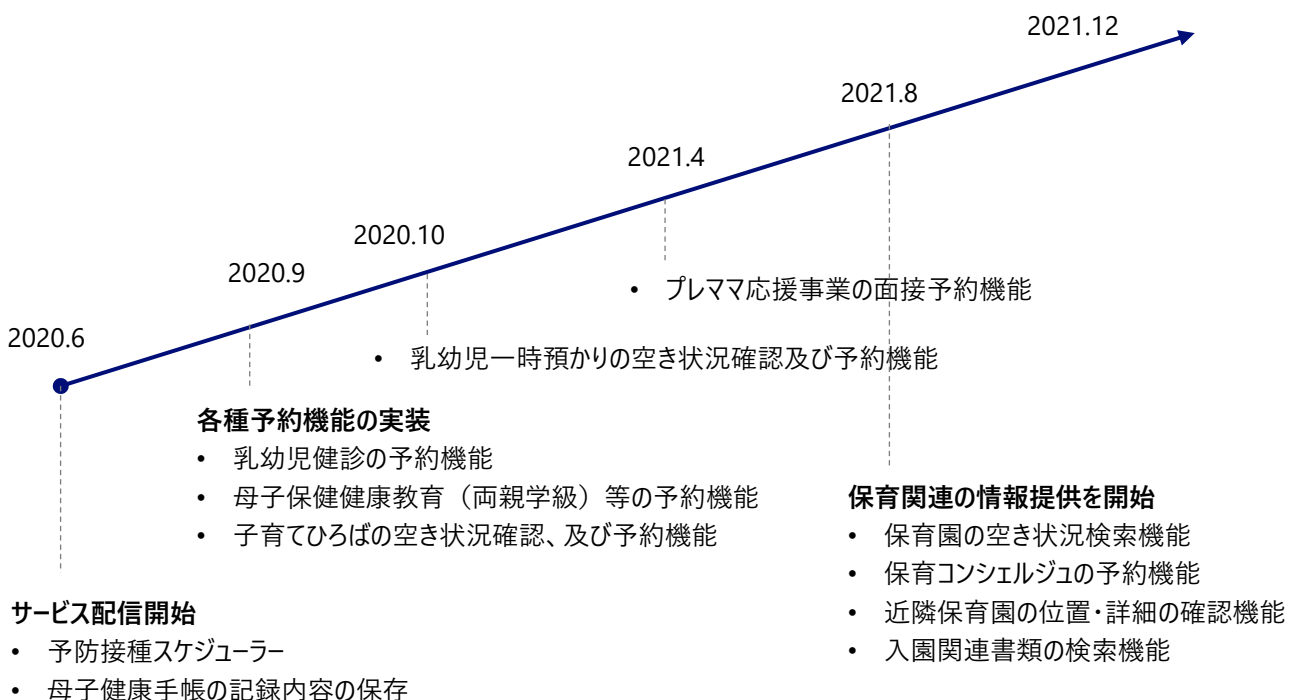 2020.6
サービス配信開始
• 予防接種スケジューラー
• 母子健康手帳の記録内容の保存
2020.9
各種予約機能の実装
• 乳幼児健診の予約機能
• 母子保健健康教育（両親学級）等の予約機能
• 子育てひろばの空き状況確認、及び予約機能
2020.10
• 乳幼児一時預かりの空き状況確認及び予約機能
2021.4
• プレママ応援事業の面接予約機能
2021.8
保育関連の情報提供を開始
• 保育園の空き状況検索機能
• 保育コンシェルジュの予約機能
• 近隣保育園の位置・詳細の確認機能
• 入園関連書類の検索機能
2021.12